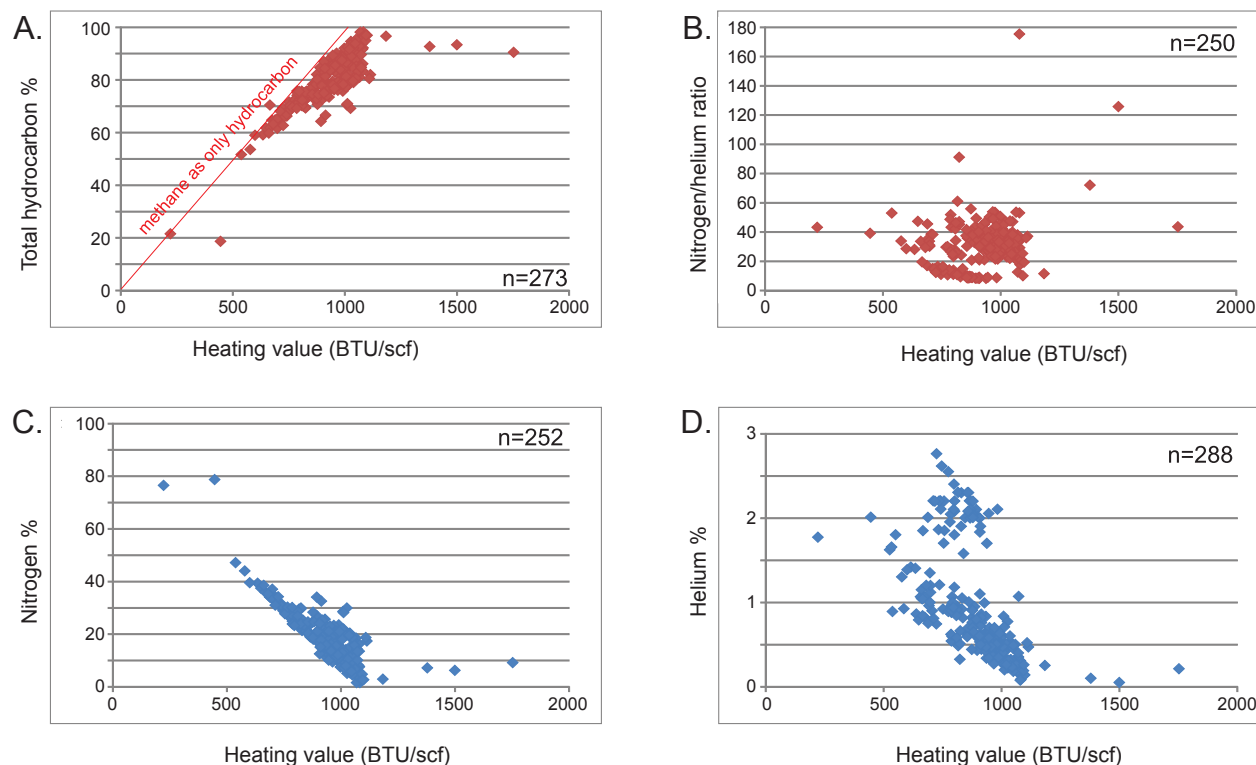 A.
Total hydrocarbon %
100
80
60
40
20
0
methane as only hydrocarbon
n=273
0 500 1000 1500 2000
Heating value (BTU/scf)
B.
Nitrogen/helium ratio
180
160
140
120
100
80
60
40
20
0
n=250
0 500 1000 1500 2000
Heating value (BTU/scf)
C.
Nitrogen %
100
80
60
40
20
0
n=252
0 500 1000 1500 2000
Heating value (BTU/scf)
D.
Helium %
3
2
1
0
n=288
0 500 1000 1500 2000
Heating value (BTU/scf)